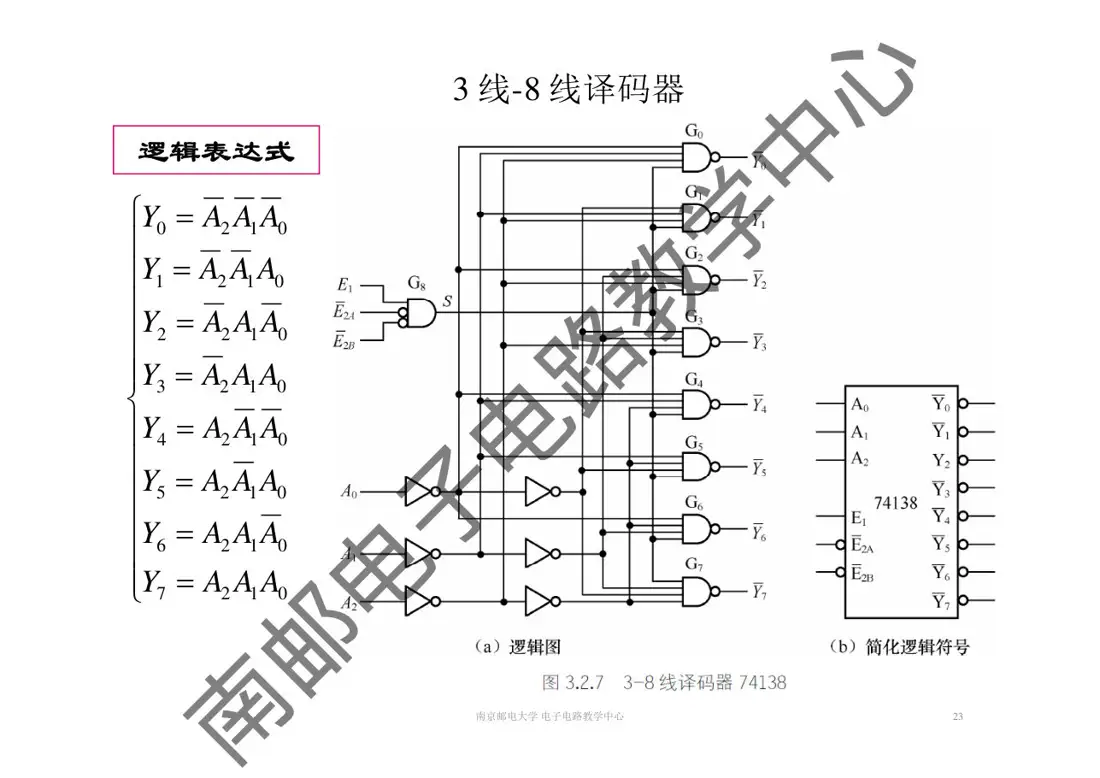 3 线-8 线译码器
逻辑表达式
Y₀ = A̅₂A̅₁A̅₀
Y₁ = A̅₂A̅₁A₀
Y₂ = A̅₂A₁A̅₀
Y₃ = A̅₂A₁A₀
Y₄ = A₂A̅₁A̅₀
Y₅ = A₂A̅₁A₀
Y₆ = A₂A₁A̅₀
Y₇ = A₂A₁A₀
E₁
E̅₂A
E̅₂B
G₈
S
A₀
A₁
A₂
G₀
Y̅₀
G₁
Y̅₁
G₂
Y̅₂
G₃
Y̅₃
G₄
Y̅₄
G₅
Y̅₅
G₆
Y̅₆
G₇
Y̅₇
(a) 逻辑图
A₀ Y̅₀
A₁ Y̅₁
A₂ Y₂
Y̅₃
74138
E₁ Y̅₄
E̅₂A Y̅₅
E̅₂B Y̅₆
Y̅₇
(b) 简化逻辑符号
图 3.2.7 3-8 线译码器 74138
南京邮电大学 电子电路教学中心
23
南邮电子电路教学中心